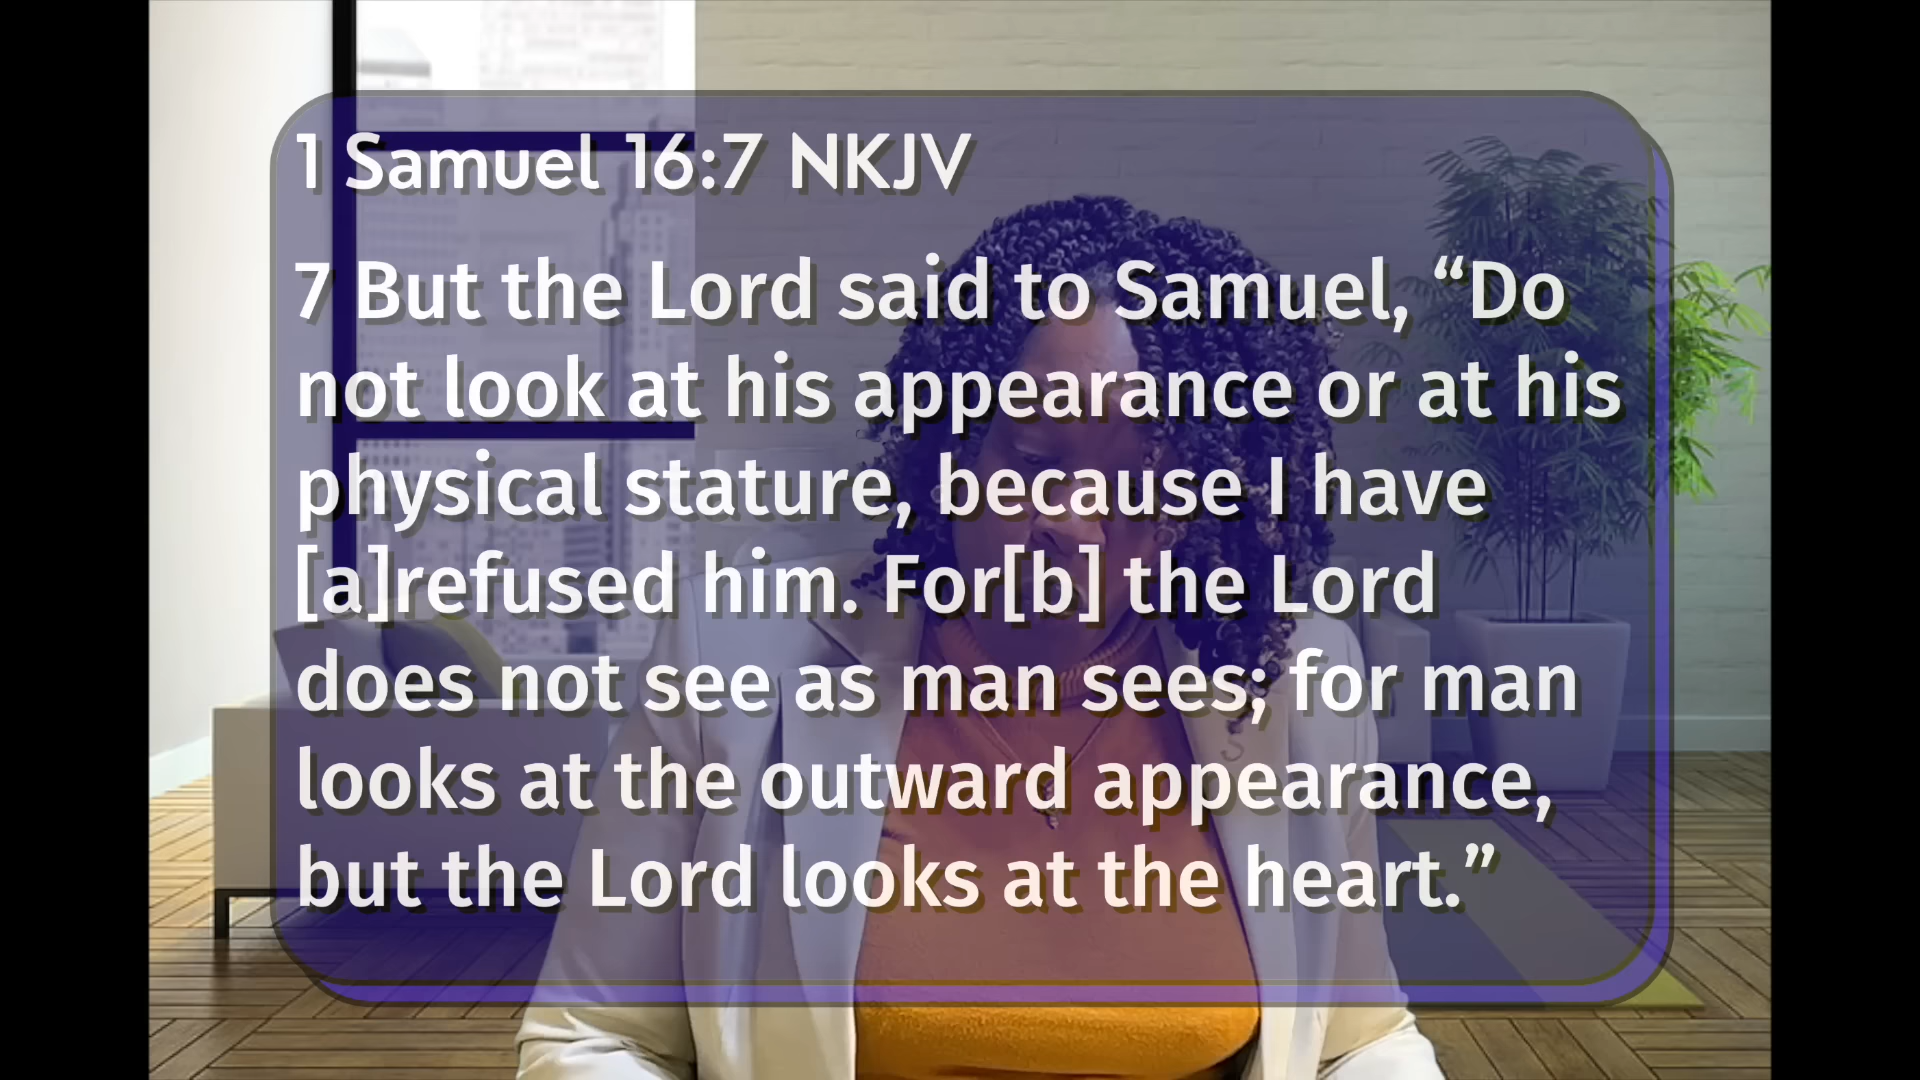 1 Samuel 16:7 NKJV
7 But the Lord said to Samuel, “Do
not look at his appearance or at his
physical stature, because I have
[a]refused him. For[b] the Lord
does not see as man sees; for man
looks at the outward appearance,
but the Lord looks at the heart.”